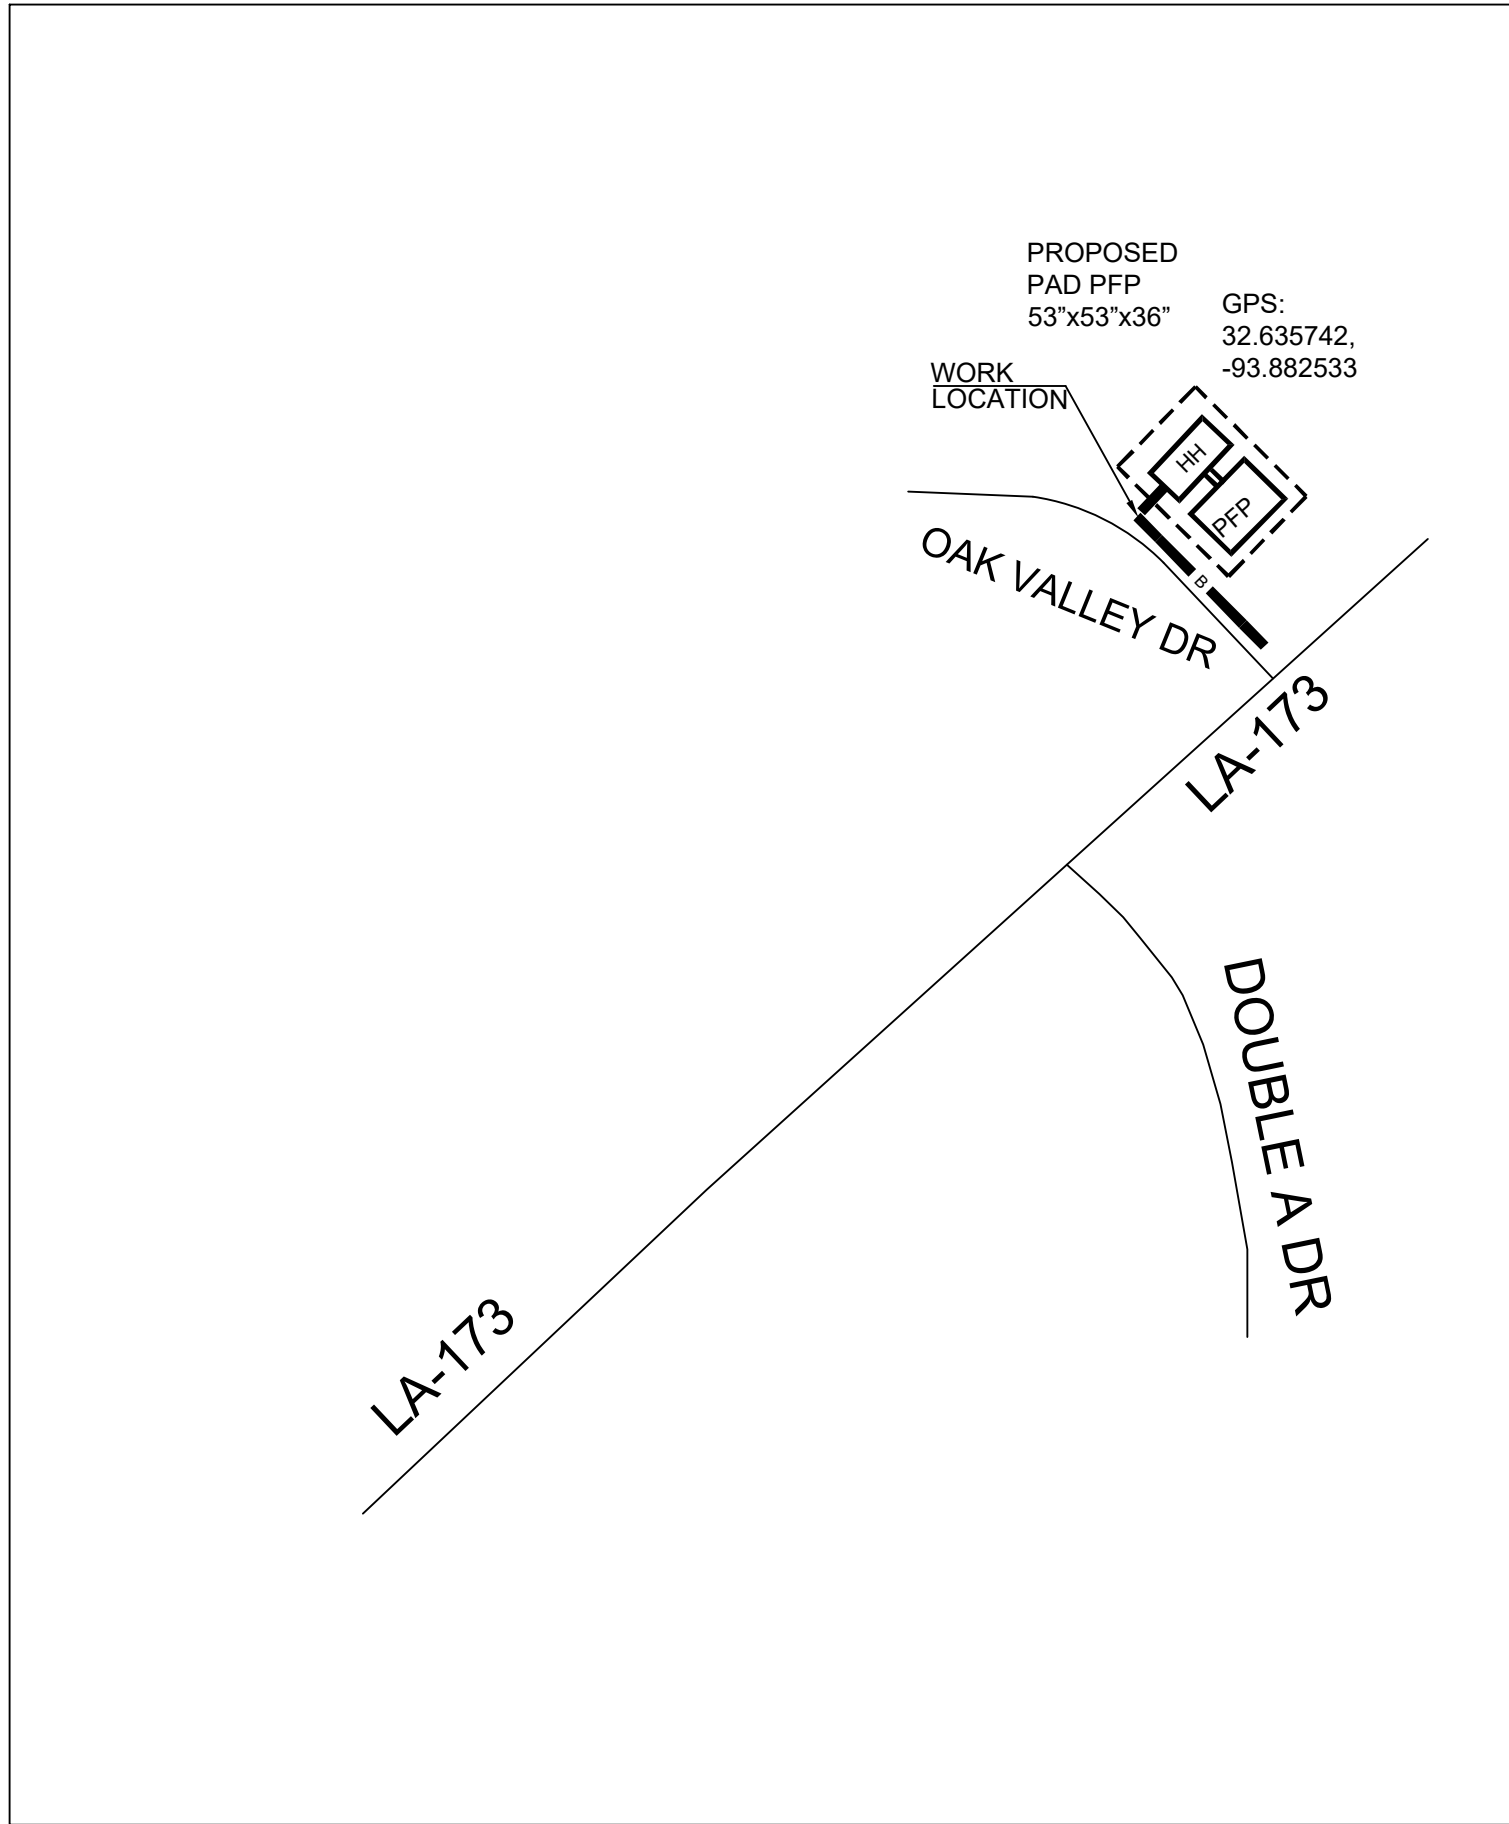 PROPOSED
PAD PFP
53”x53”x36”
GPS:
32.635742,
-93.882533
WORK
LOCATION
HH
PFP
B
OAK VALLEY DR
LA-173
DOUBLE A DR
LA-173